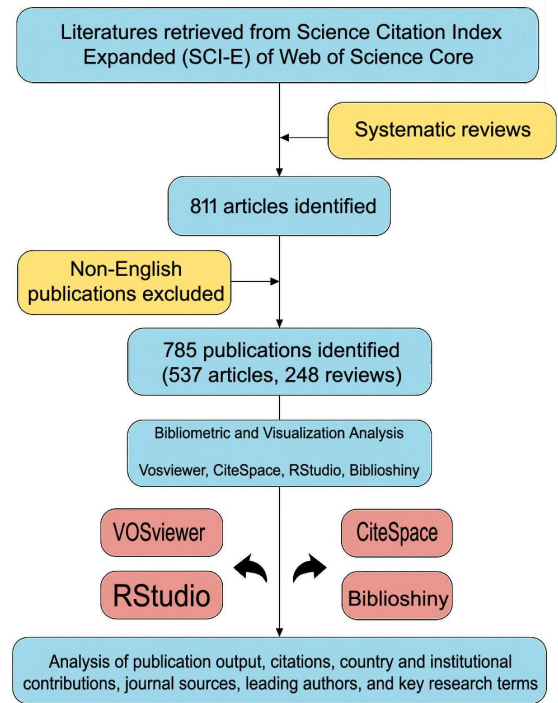 Literatures retrieved from Science Citation Index
Expanded (SCI-E) of Web of Science Core
Systematic reviews
811 articles identified
Non-English
publications excluded
785 publications identified
(537 articles, 248 reviews)
Bibliometric and Visualization Analysis
Vosviewer, CiteSpace, RStudio, Biblioshiny
VOSviewer
CiteSpace
RStudio
Biblioshiny
Analysis of publication output, citations, country and institutional
contributions, journal sources, leading authors, and key research terms